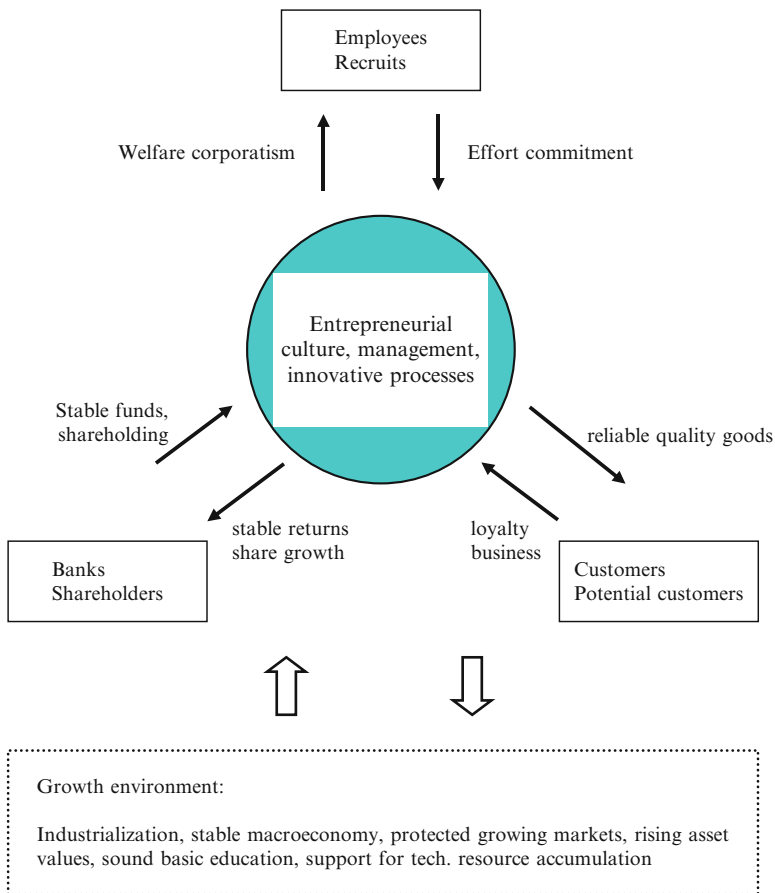 Employees
Recruits
Welfare corporatism
Effort commitment
Entrepreneurial
culture, management,
innovative processes
Stable funds,
shareholding
reliable quality goods
stable returns
share growth
loyalty
business
Banks
Shareholders
Customers
Potential customers
Growth environment:
Industrialization, stable macroeconomy, protected growing markets, rising asset
values, sound basic education, support for tech. resource accumulation